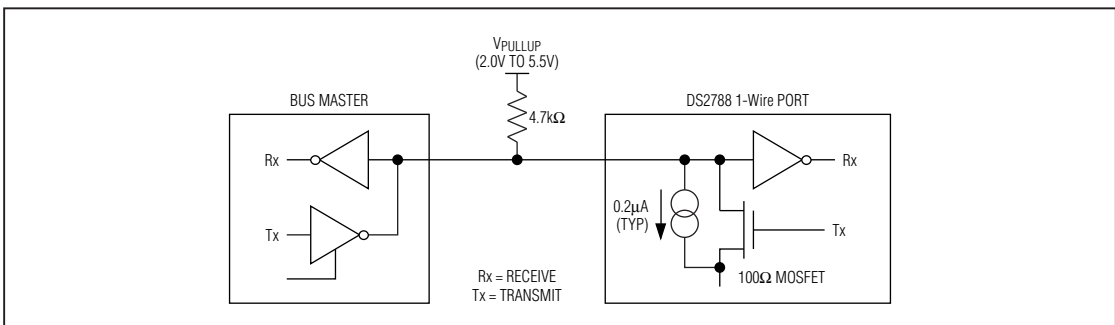 VPULLUP
(2.0V TO 5.5V)
BUS MASTER
DS2788 1-Wire PORT
4.7kΩ
Rx
Rx
0.2μA
(TYP)
Tx
Tx
Rx = RECEIVE
Tx = TRANSMIT
100Ω MOSFET